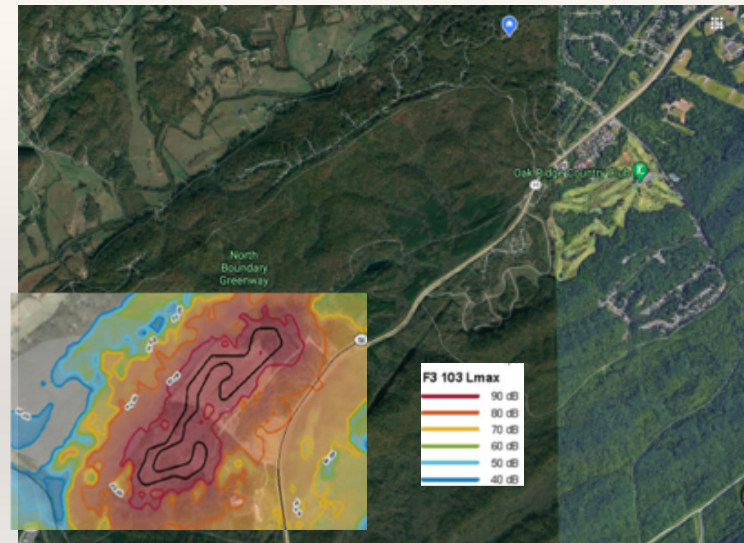 Oak Ridge Country Club
North
Boundary
Greenway
F3 103 Lmax
90 dB
80 dB
70 dB
60 dB
50 dB
40 dB